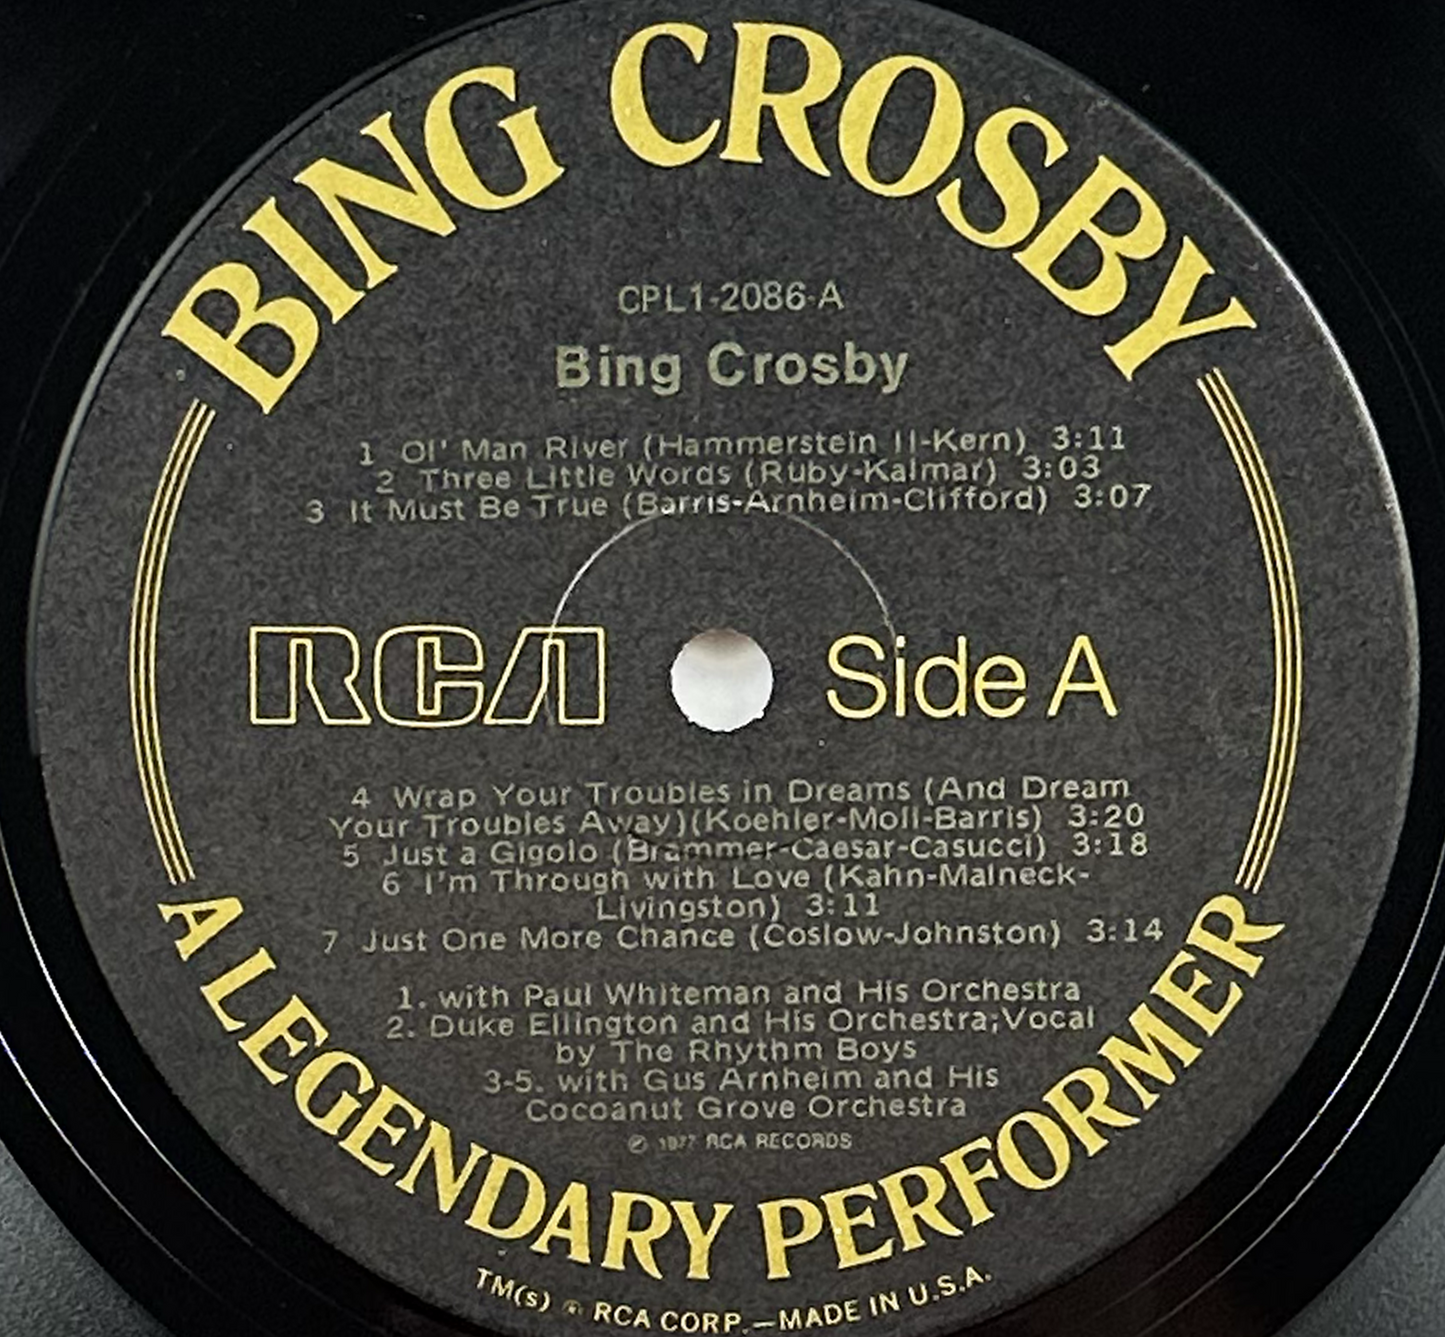 BING CROSBY
CPL1-2086-A
Bing Crosby
1 Ol' Man River (Hammerstein II-Kern) 3:11
2 Three Little Words (Ruby-Kalmar) 3:03
3 It Must Be True (Barris-Arnheim-Clifford) 3:07
RCA Side A
4 Wrap Your Troubles in Dreams (And Dream
Your Troubles Away)(Koehler-Moll-Barris) 3:20
5 Just a Gigolo (Brammer-Caesar-Casucci) 3:18
6 I'm Through with Love (Kahn-Malneck-
Livingston) 3:11
7 Just One More Chance (Coslow-Johnston) 3:14
1. with Paul Whiteman and His Orchestra
2. Duke Ellington and His Orchestra;Vocal
by The Rhythm Boys
3-5. with Gus Arnheim and His
Cocoanut Grove Orchestra
℗ 1977 RCA RECORDS
A LEGENDARY PERFORMER
TM(s) ® RCA CORP.—MADE IN U.S.A.